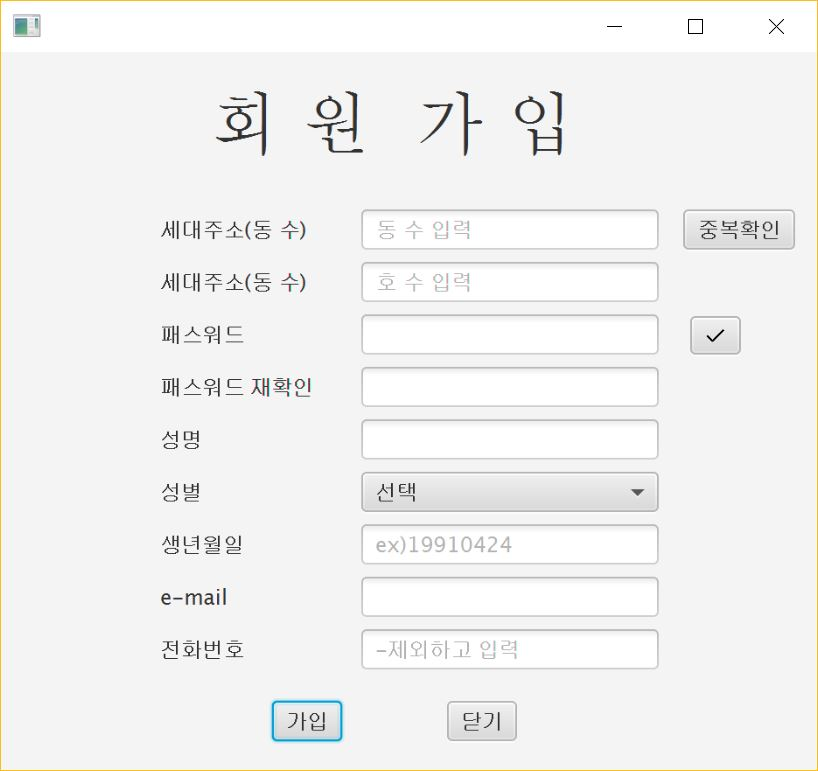 회 원 가 입
세대주소(동 수) 동 수 입력 중복확인
세대주소(동 수) 호 수 입력
패스워드
패스워드 재확인
성명
성별 선택
생년월일 ex)19910424
e-mail
전화번호 -제외하고 입력
가입 닫기